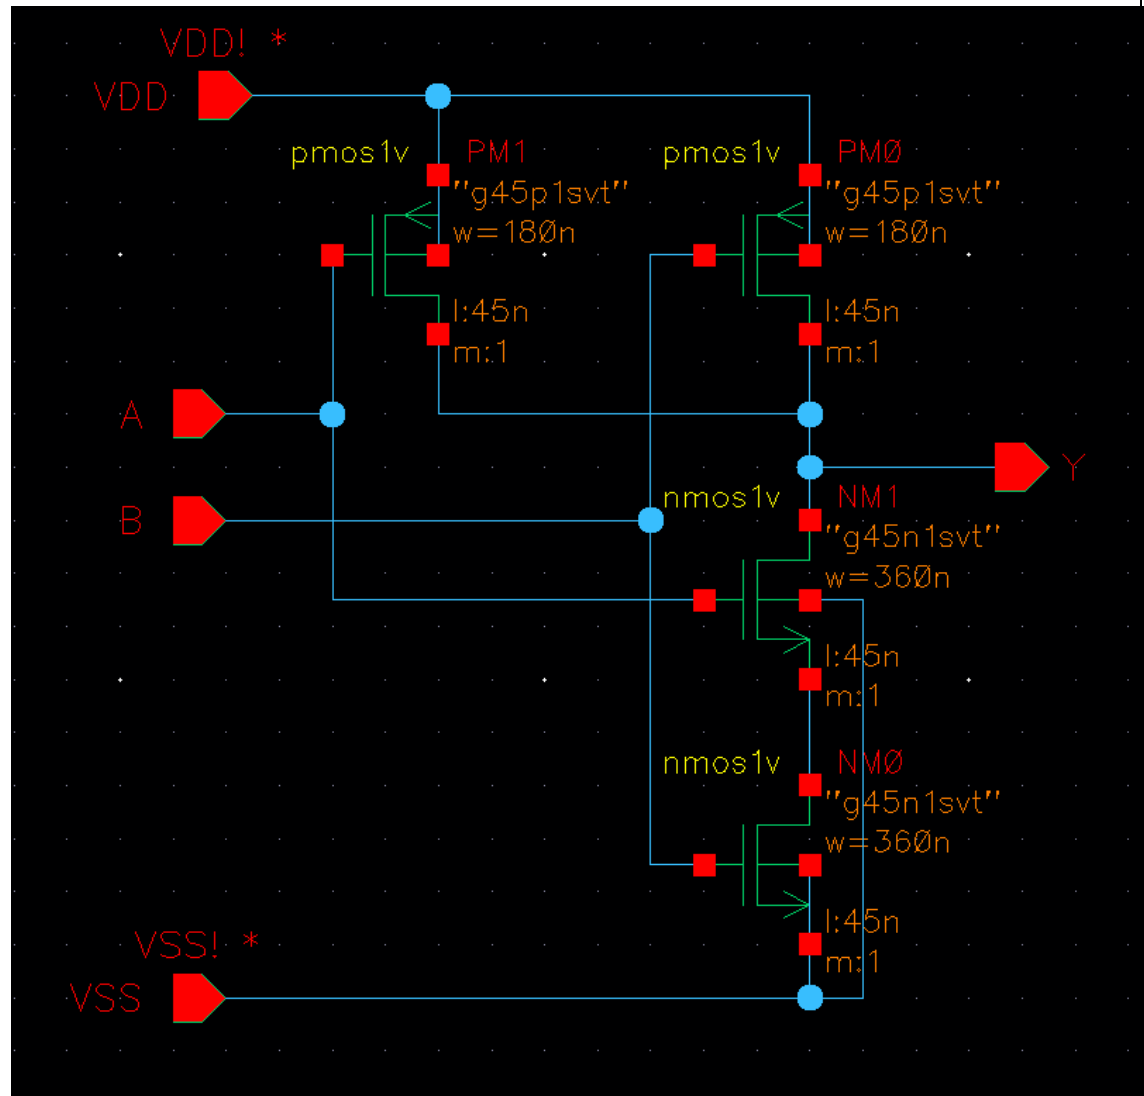 VDD! *
VDD
pmos1v PM1
"g45p1svt"
w=180n
l:45n
m:1
pmos1v PM0
"g45p1svt"
w=180n
l:45n
m:1
A
B
Y
nmos1v NM1
"g45n1svt"
w=360n
l:45n
m:1
nmos1v NM0
"g45n1svt"
w=360n
l:45n
m:1
VSS! *
VSS